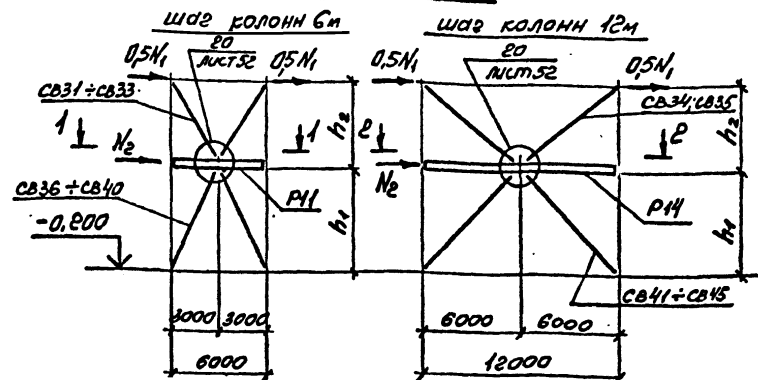 шаг колонн 6м
20
лист 52
0,5N₁
0,5N₁
св31÷св33
1
1
h₂
N₂
св36÷св40
Р11
-0,200
h₁
3000
3000
6000
шаг колонн 12м
20
лист 52
0,5N₁
0,5N₁
св34; св35
2
2
h₂
N₂
Р14
h₁
св41÷св45
6000
6000
12000